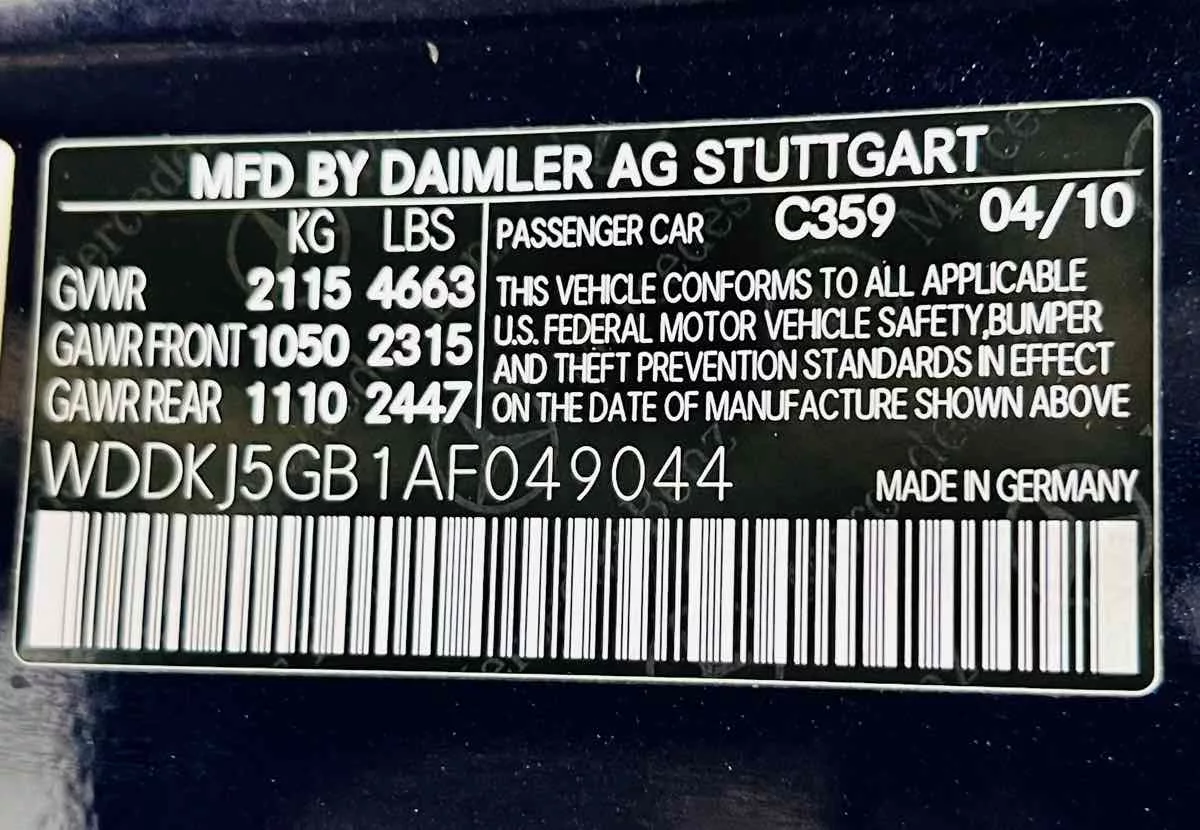 MFD BY DAIMLER AG STUTTGART
KG LBS
GVWR 2115 4663
GAWR FRONT 1050 2315
GAWR REAR 1110 2447
PASSENGER CAR C359 04/10
THIS VEHICLE CONFORMS TO ALL APPLICABLE
U.S. FEDERAL MOTOR VEHICLE SAFETY,BUMPER
AND THEFT PREVENTION STANDARDS IN EFFECT
ON THE DATE OF MANUFACTURE SHOWN ABOVE
WDDKJ5GB1AF049044
MADE IN GERMANY